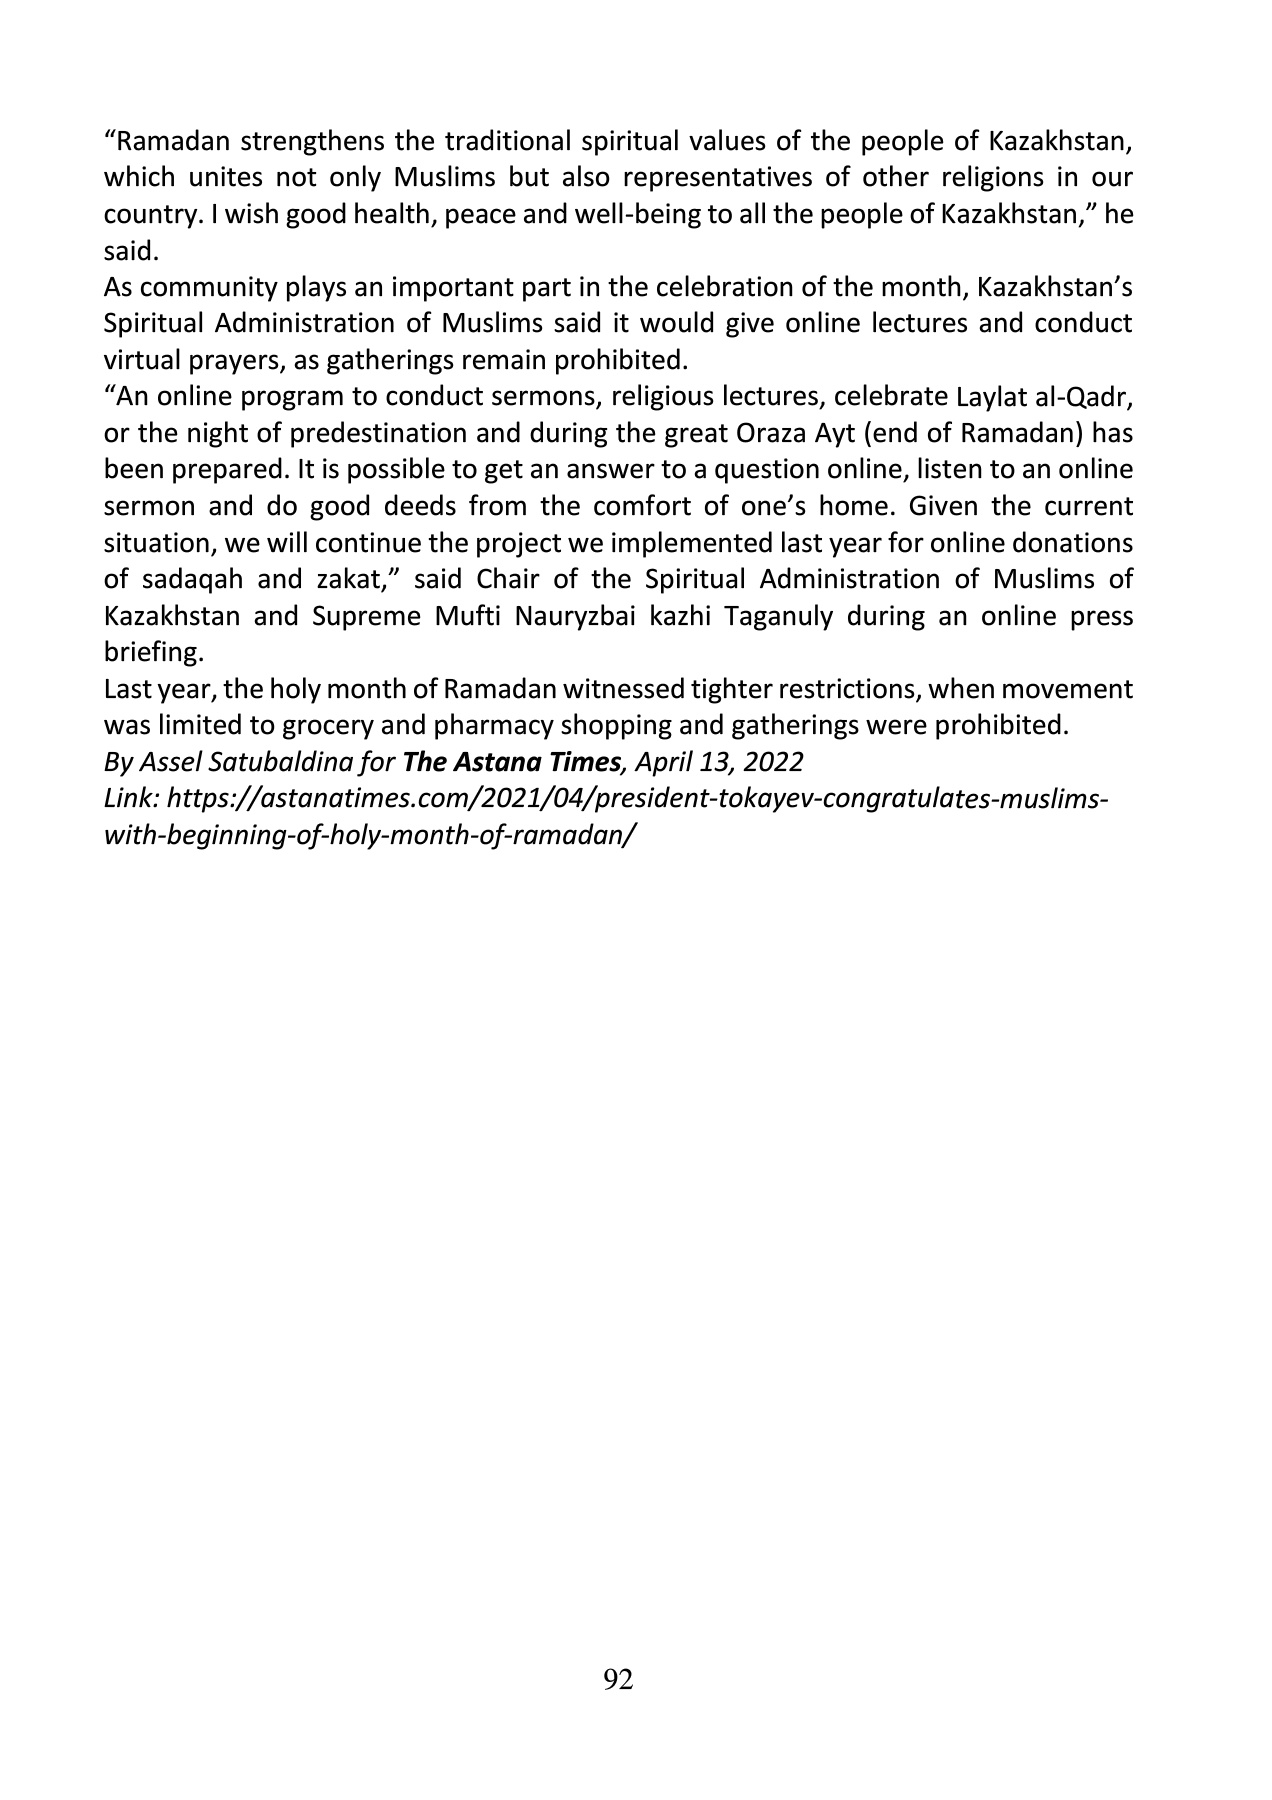 “Ramadan strengthens the traditional spiritual values of the people of Kazakhstan,
which unites not only Muslims but also representatives of other religions in our
country. I wish good health, peace and well-being to all the people of Kazakhstan,” he
said.
As community plays an important part in the celebration of the month, Kazakhstan’s
Spiritual Administration of Muslims said it would give online lectures and conduct
virtual prayers, as gatherings remain prohibited.
“An online program to conduct sermons, religious lectures, celebrate Laylat al-Qadr,
or the night of predestination and during the great Oraza Ayt (end of Ramadan) has
been prepared. It is possible to get an answer to a question online, listen to an online
sermon and do good deeds from the comfort of one’s home. Given the current
situation, we will continue the project we implemented last year for online donations
of sadaqah and zakat,” said Chair of the Spiritual Administration of Muslims of
Kazakhstan and Supreme Mufti Nauryzbai kazhi Taganuly during an online press
briefing.
Last year, the holy month of Ramadan witnessed tighter restrictions, when movement
was limited to grocery and pharmacy shopping and gatherings were prohibited.
By Assel Satubaldina for The Astana Times, April 13, 2022
Link: https://astanatimes.com/2021/04/president-tokayev-congratulates-muslims-
with-beginning-of-holy-month-of-ramadan/
92